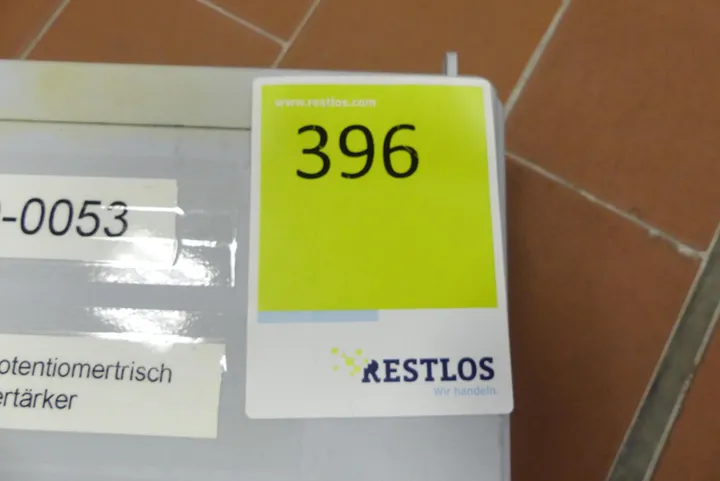 www.restlos.com
396
-0053
otentiomertrisch
ertärker
RESTLOS
Wir handeln.